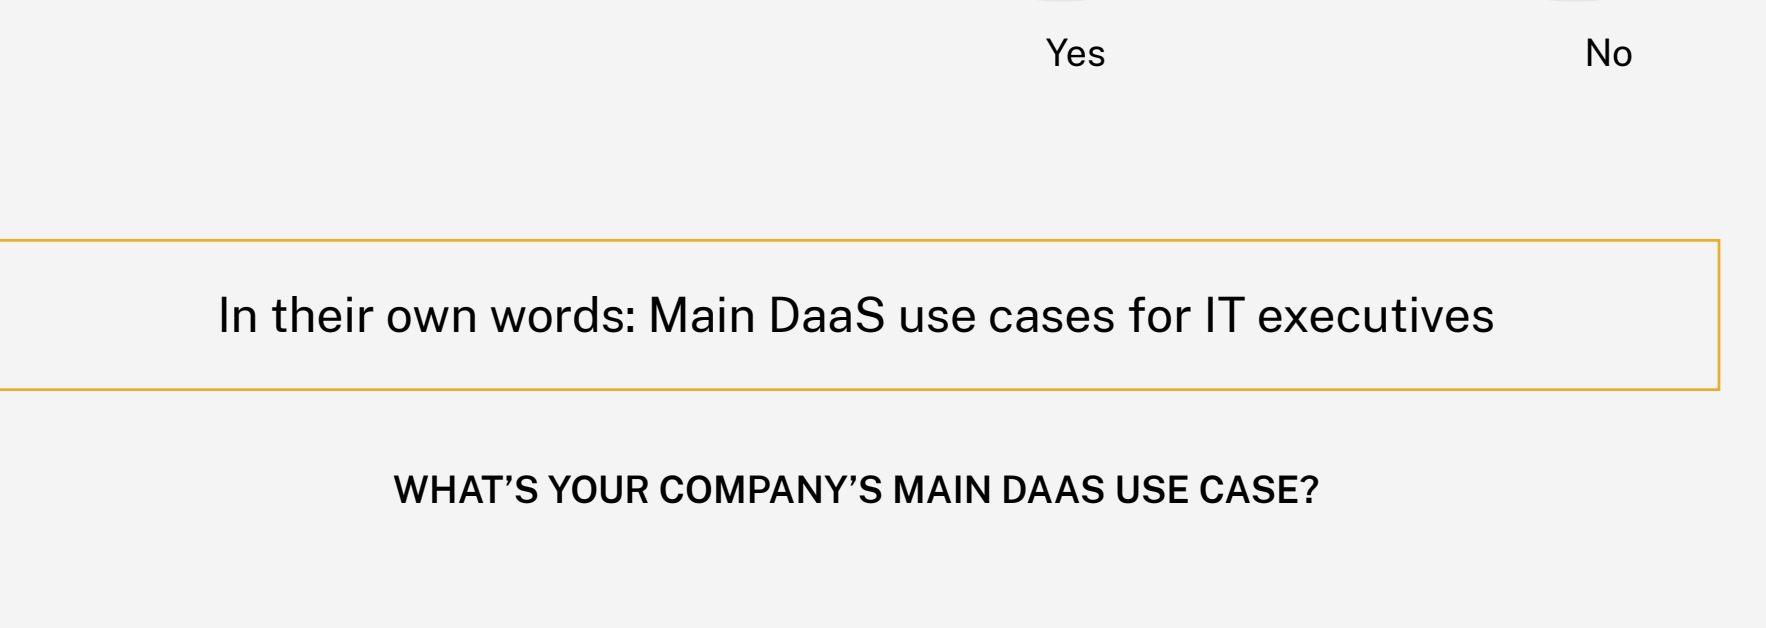 Yes No
In their own words: Main DaaS use cases for IT executives
WHAT’S YOUR COMPANY’S MAIN DAAS USE CASE?